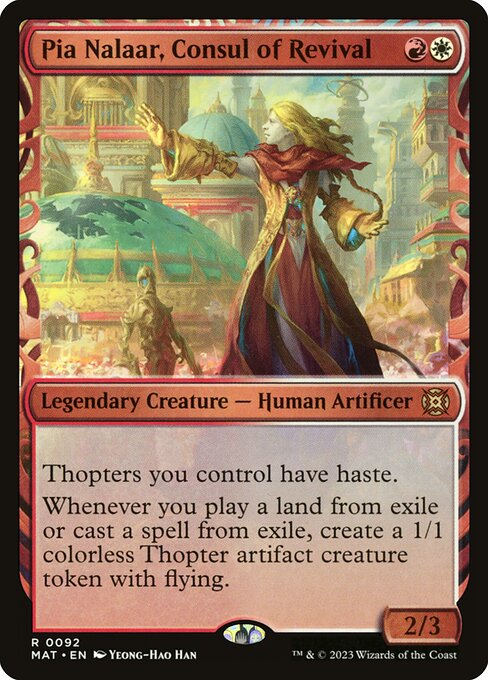 Pia Nalaar, Consul of Revival
Legendary Creature — Human Artificer
Thopters you control have haste.
Whenever you play a land from exile
or cast a spell from exile, create a 1/1
colorless Thopter artifact creature
token with flying.
2/3
R 0092
MAT • EN Yeong-Hao Han
™ & © 2023 Wizards of the Coast